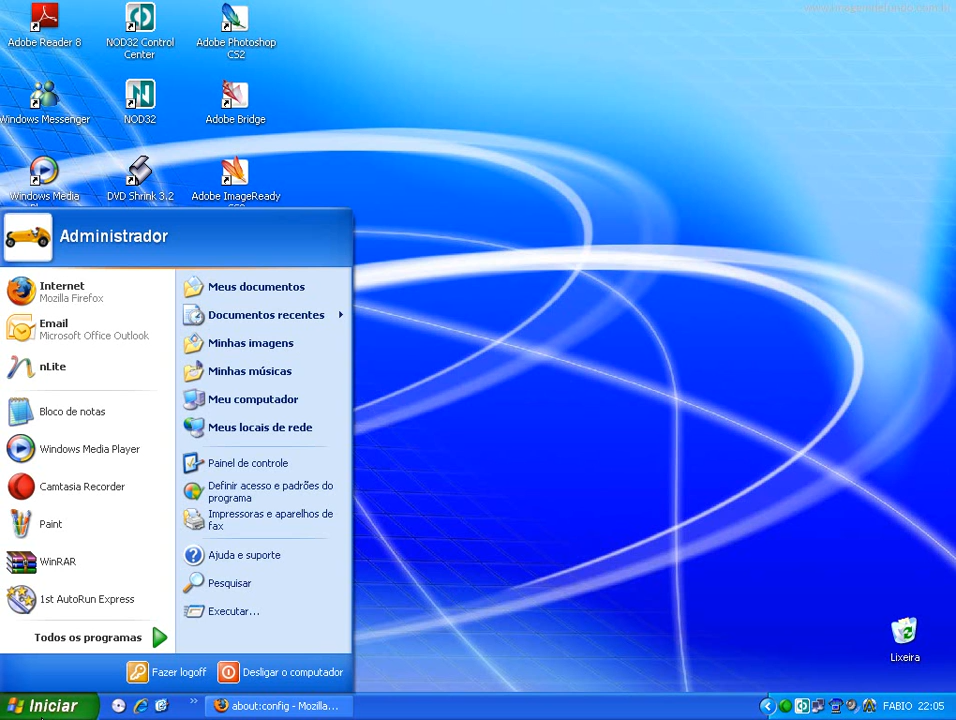 Adobe Reader 8
NOD32 Control
Center
Adobe Photoshop
CS2
Windows Messenger
NOD32
Adobe Bridge
Windows Media
DVD Shrink 3.2
Adobe ImageReady
Administrador
Internet
Mozilla Firefox
Email
Microsoft Office Outlook
nLite
Bloco de notas
Windows Media Player
Camtasia Recorder
Paint
WinRAR
1st AutoRun Express
Todos os programas
Meus documentos
Documentos recentes
Minhas imagens
Minhas músicas
Meu computador
Meus locais de rede
Painel de controle
Definir acesso e padrões do
programa
Impressoras e aparelhos de
fax
Ajuda e suporte
Pesquisar
Executar...
Fazer logoff
Desligar o computador
Lixeira
Iniciar
about:config - Mozilla...
FABIO 22:05